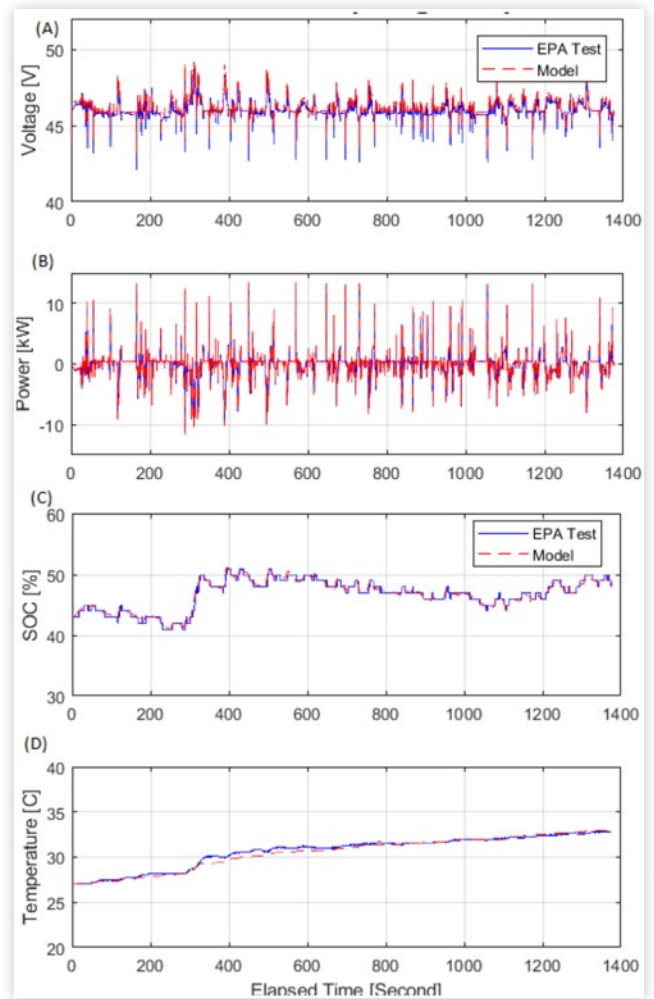 (A)
50
45
40
Voltage [V]
EPA Test
Model
0 200 400 600 800 1000 1200 1400
(B)
10
0
-10
Power [kW]
0 200 400 600 800 1000 1200 1400
(C)
60
50
40
30
SOC [%]
EPA Test
Model
0 200 400 600 800 1000 1200 1400
(D)
40
35
30
25
20
Temperature [C]
0 200 400 600 800 1000 1200 1400
Elapsed Time [Second]